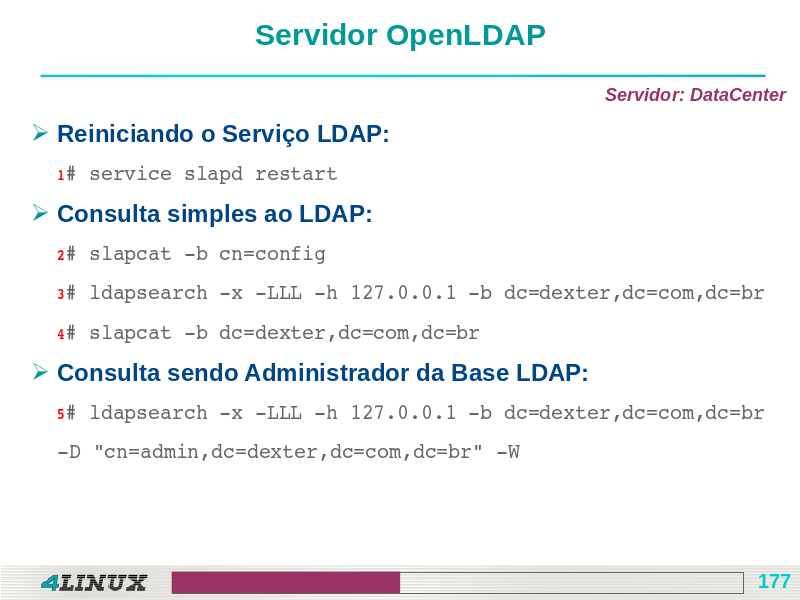 Servidor OpenLDAP
Servidor: DataCenter
Reiniciando o Serviço LDAP:
1# service slapd restart
Consulta simples ao LDAP:
2# slapcat -b cn=config
3# ldapsearch -x -LLL -h 127.0.0.1 -b dc=dexter,dc=com,dc=br
4# slapcat -b dc=dexter,dc=com,dc=br
Consulta sendo Administrador da Base LDAP:
5# ldapsearch -x -LLL -h 127.0.0.1 -b dc=dexter,dc=com,dc=br
-D "cn=admin,dc=dexter,dc=com,dc=br" -W
4LINUX
177